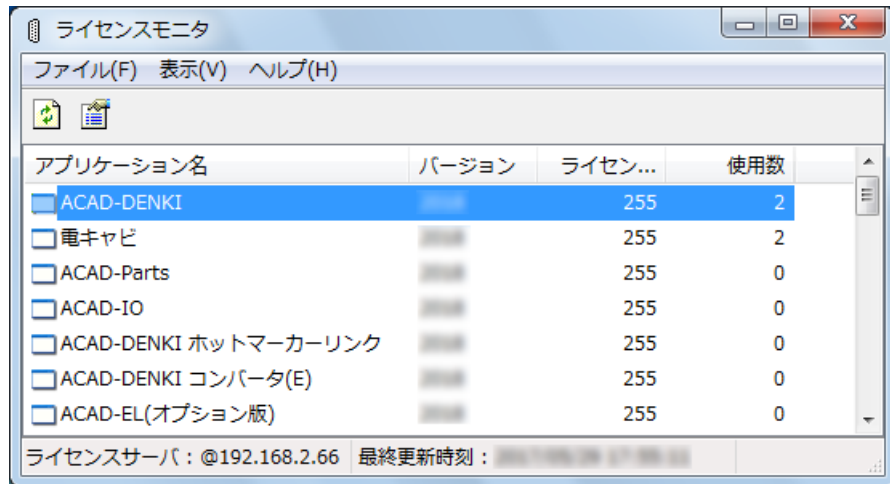 ライセンスモニタ
ファイル(F) 表示(V) ヘルプ(H)
アプリケーション名 バージョン ライセン... 使用数
ACAD-DENKI 255 2
電キャビ 255 2
ACAD-Parts 255 0
ACAD-IO 255 0
ACAD-DENKI ホットマーカーリンク 255 0
ACAD-DENKI コンバータ(E) 255 0
ACAD-EL(オプション版) 255 0
ライセンスサーバ : @192.168.2.66 最終更新時刻 :